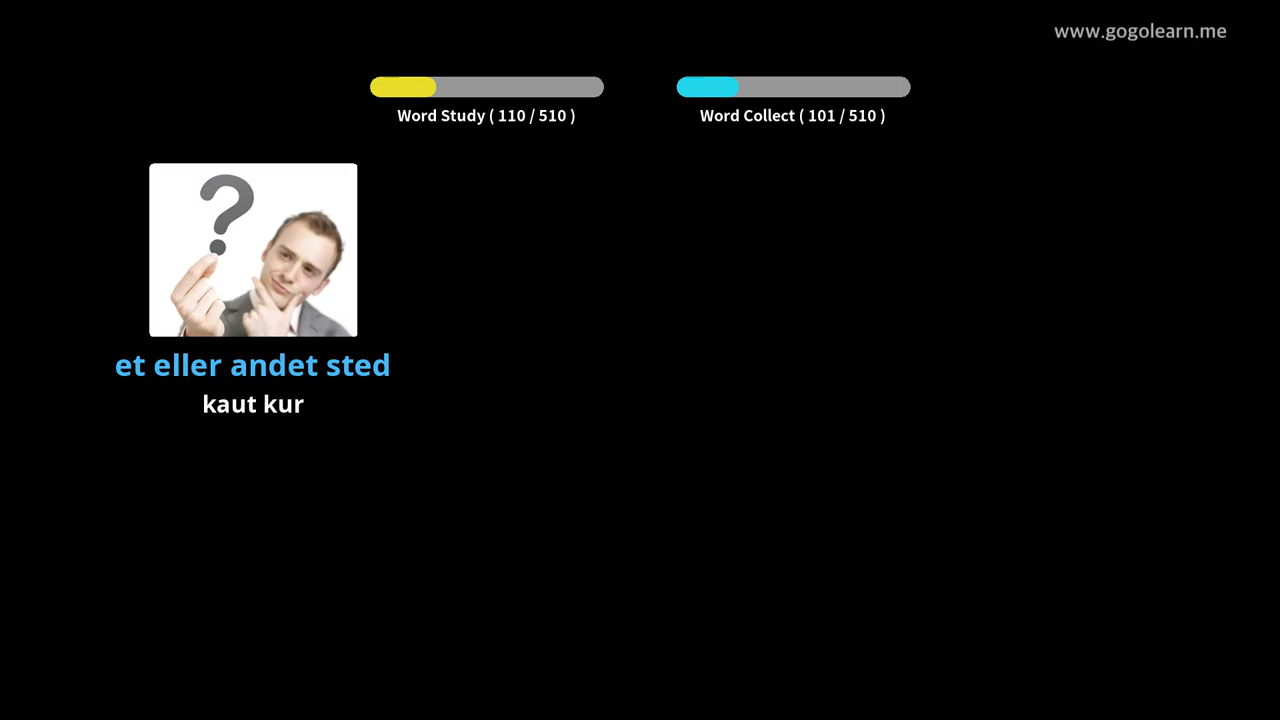 www.gogolearn.me
Word Study ( 110 / 510 )
Word Collect ( 101 / 510 )
?
et eller andet sted
kaut kur